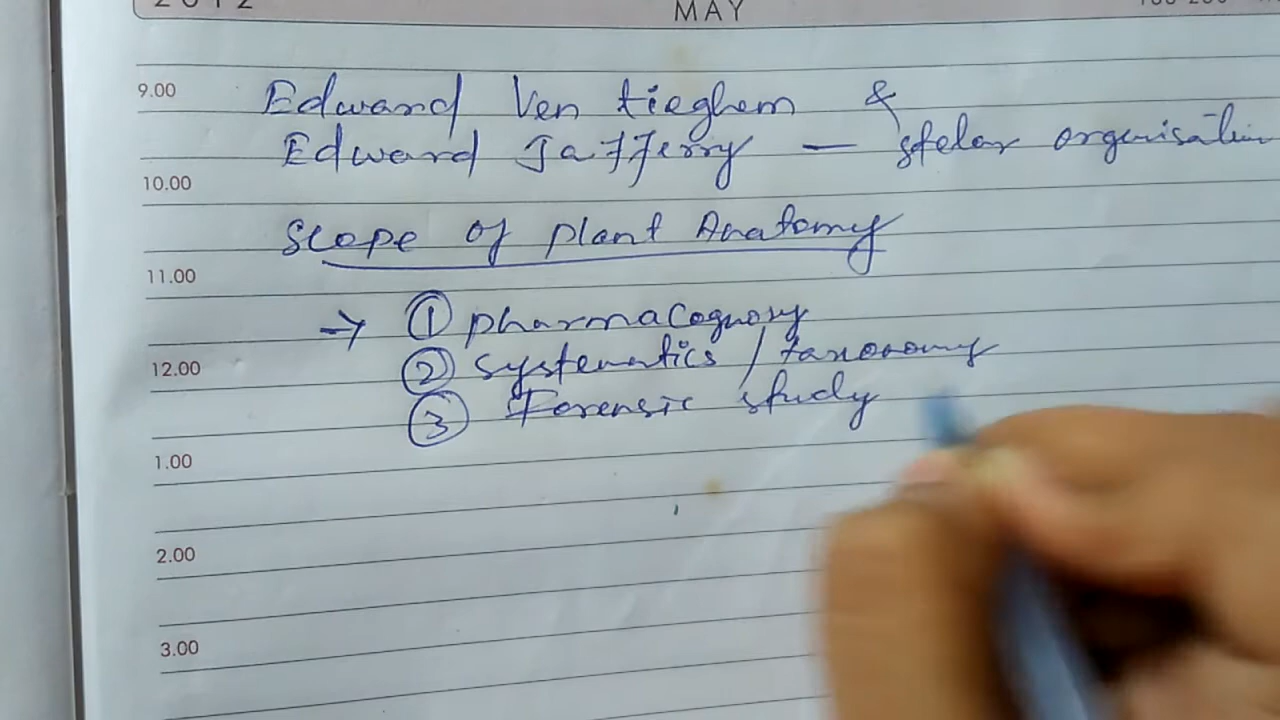 MAY
9.00 Edward Ven tieghem &
Edward Jafferry — stelar organisation
10.00
Scope of plant Anatomy
11.00
→ ① pharmacognosy
12.00 ② systematics / taxonomy
③ Forensic study
1.00
2.00
3.00